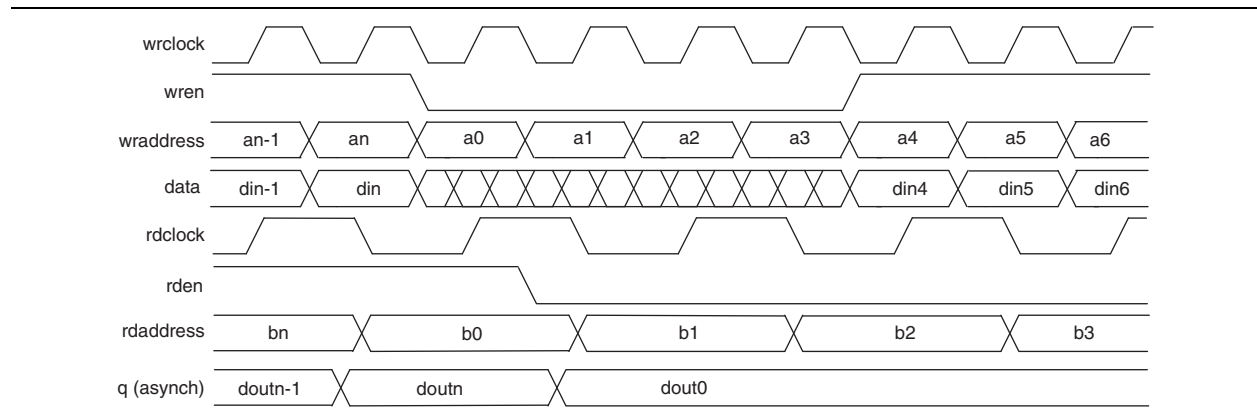 wrclock
wren
wraddress an-1 an a0 a1 a2 a3 a4 a5 a6
data din-1 din din4 din5 din6
rdclock
rden
rdaddress bn b0 b1 b2 b3
q (asynch) doutn-1 doutn dout0